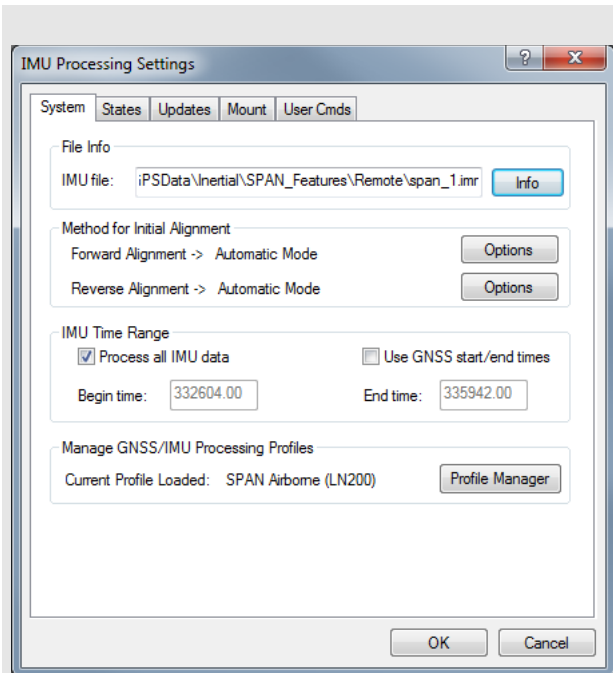 IMU Processing Settings
?
X
System States Updates Mount User Cmds
File Info
IMU file: iPSData\Inertial\SPAN_Features\Remote\span_1.imr Info
Method for Initial Alignment
Forward Alignment -> Automatic Mode Options
Reverse Alignment -> Automatic Mode Options
IMU Time Range
Process all IMU data Use GNSS start/end times
Begin time: 332604.00 End time: 335942.00
Manage GNSS/IMU Processing Profiles
Current Profile Loaded: SPAN Airborne (LN200) Profile Manager
OK Cancel